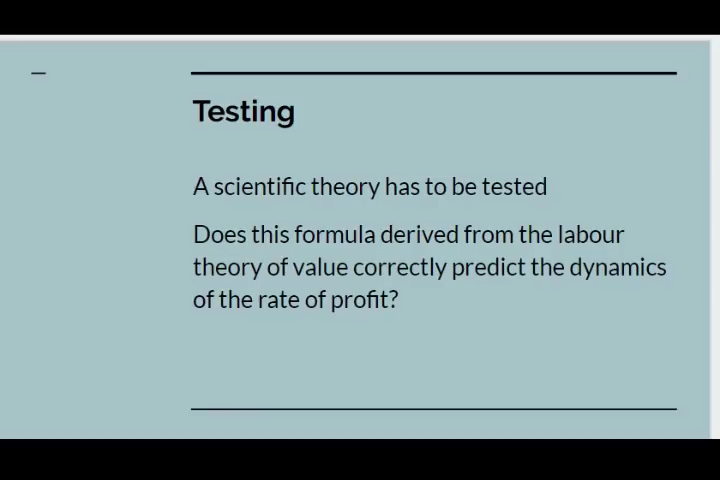 Testing
A scientific theory has to be tested
Does this formula derived from the labour
theory of value correctly predict the dynamics
of the rate of profit?